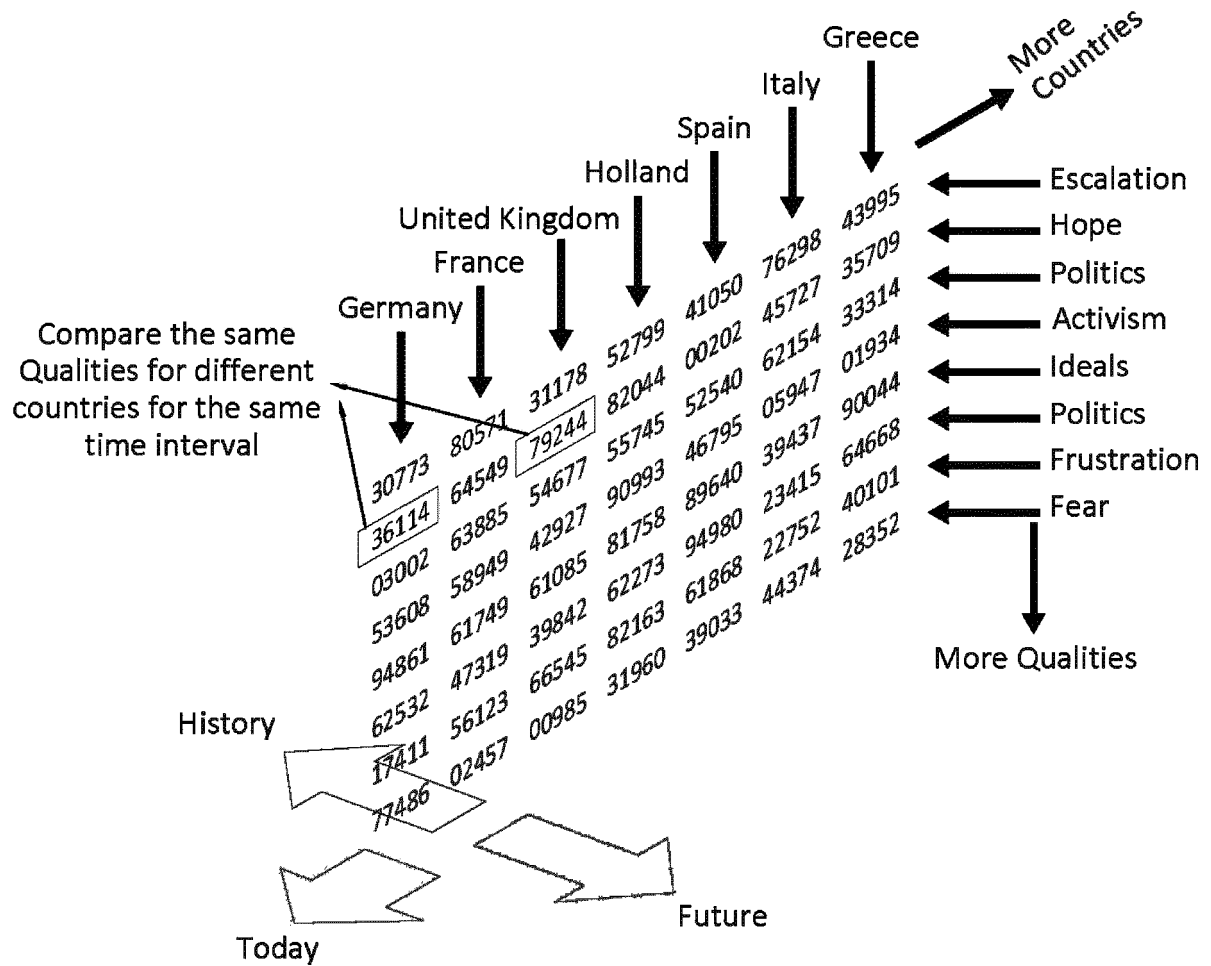 Greece
More
Countries
Italy
Spain
Holland
United Kingdom
France
Germany
Compare the same
Qualities for different
countries for the same
time interval
30773 80571 31178 52799 41050 76298 43995
36114 64549 79244 82044 00202 45727 35709
03002 63885 54677 55745 52540 62154 33314
53608 58949 42927 90993 46795 05947 01934
94861 61749 61085 81758 89640 39437 90044
62532 47319 39842 62273 94980 23415 64668
17411 56123 66545 82163 61868 22752 40101
77486 02457 00985 31960 39033 44374 28352
Escalation
Hope
Politics
Activism
Ideals
Politics
Frustration
Fear
More Qualities
History
Today
Future